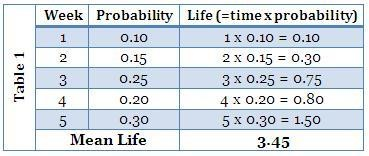 Table 1
Week Probability Life (=time x probability)
1 0.10 1 x 0.10 = 0.10
2 0.15 2 x 0.15 = 0.30
3 0.25 3 x 0.25 = 0.75
4 0.20 4 x 0.20 = 0.80
5 0.30 5 x 0.30 = 1.50
Mean Life 3.45